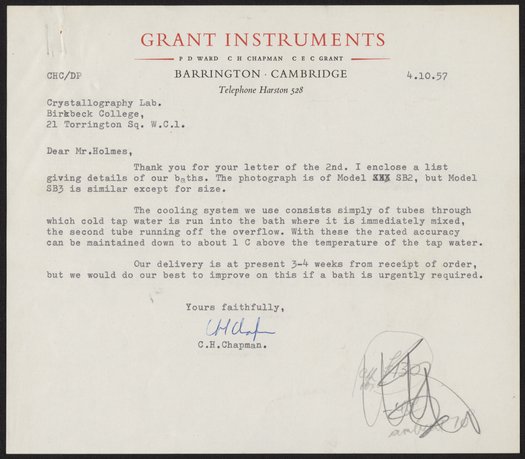 GRANT INSTRUMENTS
P D WARD   C H CHAPMAN   C E C GRANT
BARRINGTON · CAMBRIDGE
CHC/DP
4.10.57
Telephone Harston 528
Crystallography Lab.
Birkbeck College,
21 Torrington Sq. W.C.1.
Dear Mr.Holmes,
Thank you for your letter of the 2nd. I enclose a list
giving details of our baths. The photograph is of Model SB2, but Model
SB3 is similar except for size.
The cooling system we use consists simply of tubes through
which cold tap water is run into the bath where it is immediately mixed,
the second tube running off the overflow. With these the rated accuracy
can be maintained down to about 1 C above the temperature of the tap water.
Our delivery is at present 3-4 weeks from receipt of order,
but we would do our best to improve on this if a bath is urgently required.
Yours faithfully,
CHChapman
C.H.Chapman.